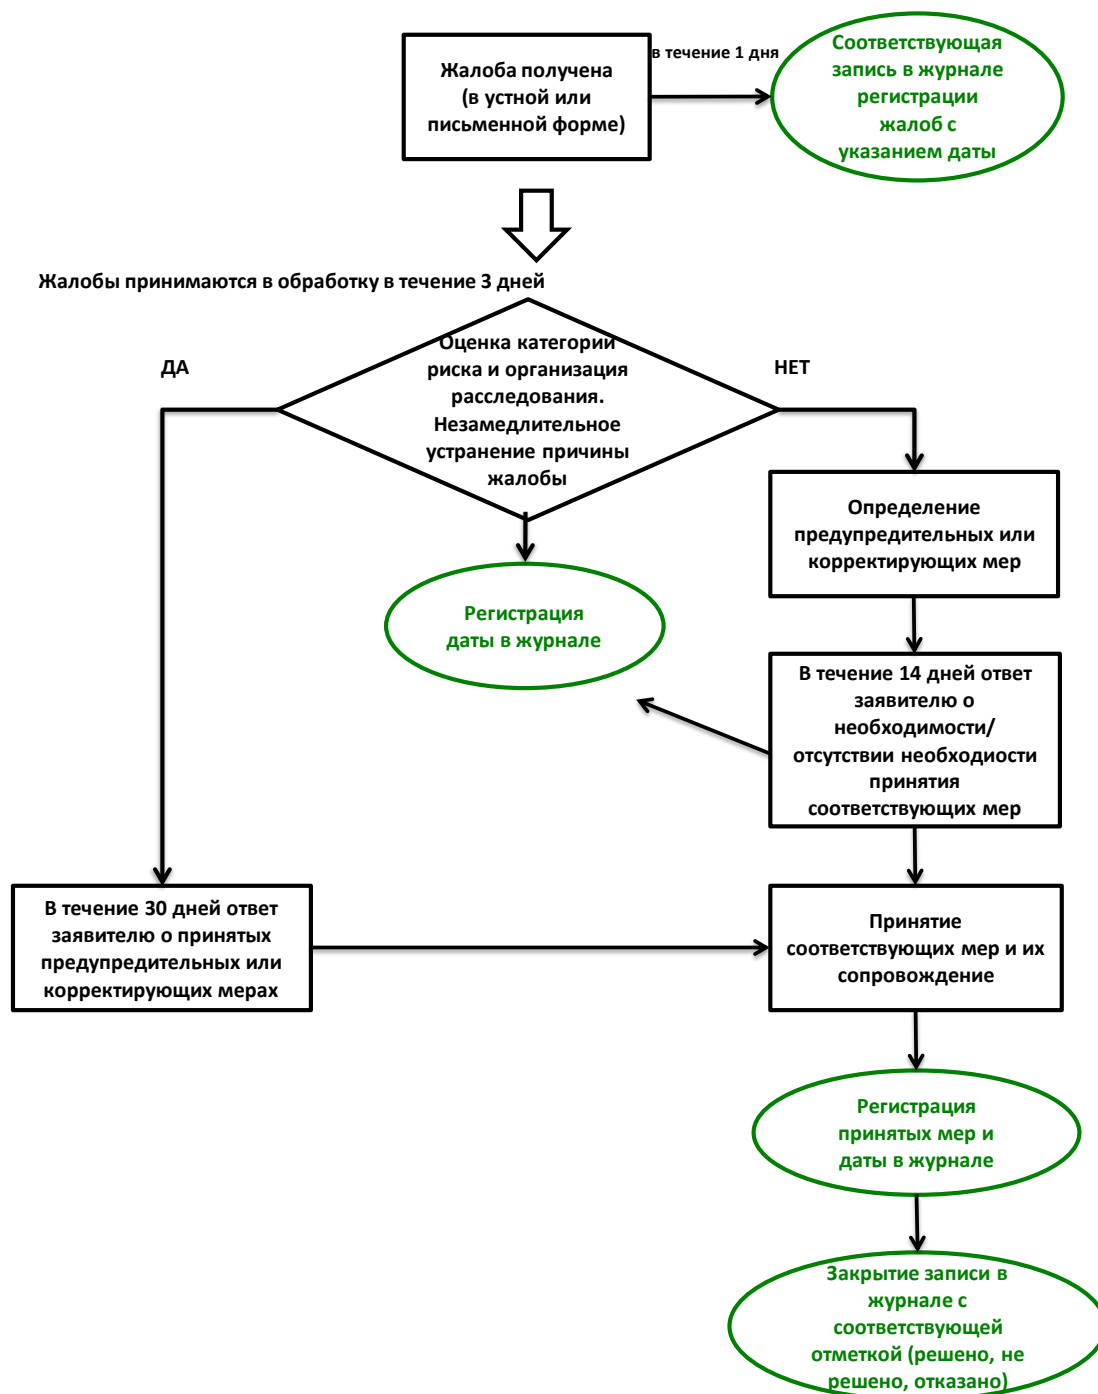 Жалоба получена
(в устной или
письменной форме)
в течение 1 дня
Соответствующая
запись в журнале
регистрации
жалоб с
указанием даты
Жалобы принимаются в обработку в течение 3 дней
ДА
Оценка категории
риска и организация
расследования.
Незамедлительное
устранение причины
жалобы
НЕТ
Определение
предупредительных или
корректирующих мер
Регистрация
даты в журнале
В течение 14 дней ответ
заявителю о
необходимости/
отсутствии необходиости
принятия
соответствующих мер
В течение 30 дней ответ
заявителю о принятых
предупредительных или
корректирующих мерах
Принятие
соответствующих мер и их
сопровождение
Регистрация
принятых мер и
даты в журнале
Закрытие записи в
журнале с
соответствующей
отметкой (решено, не
решено, отказано)